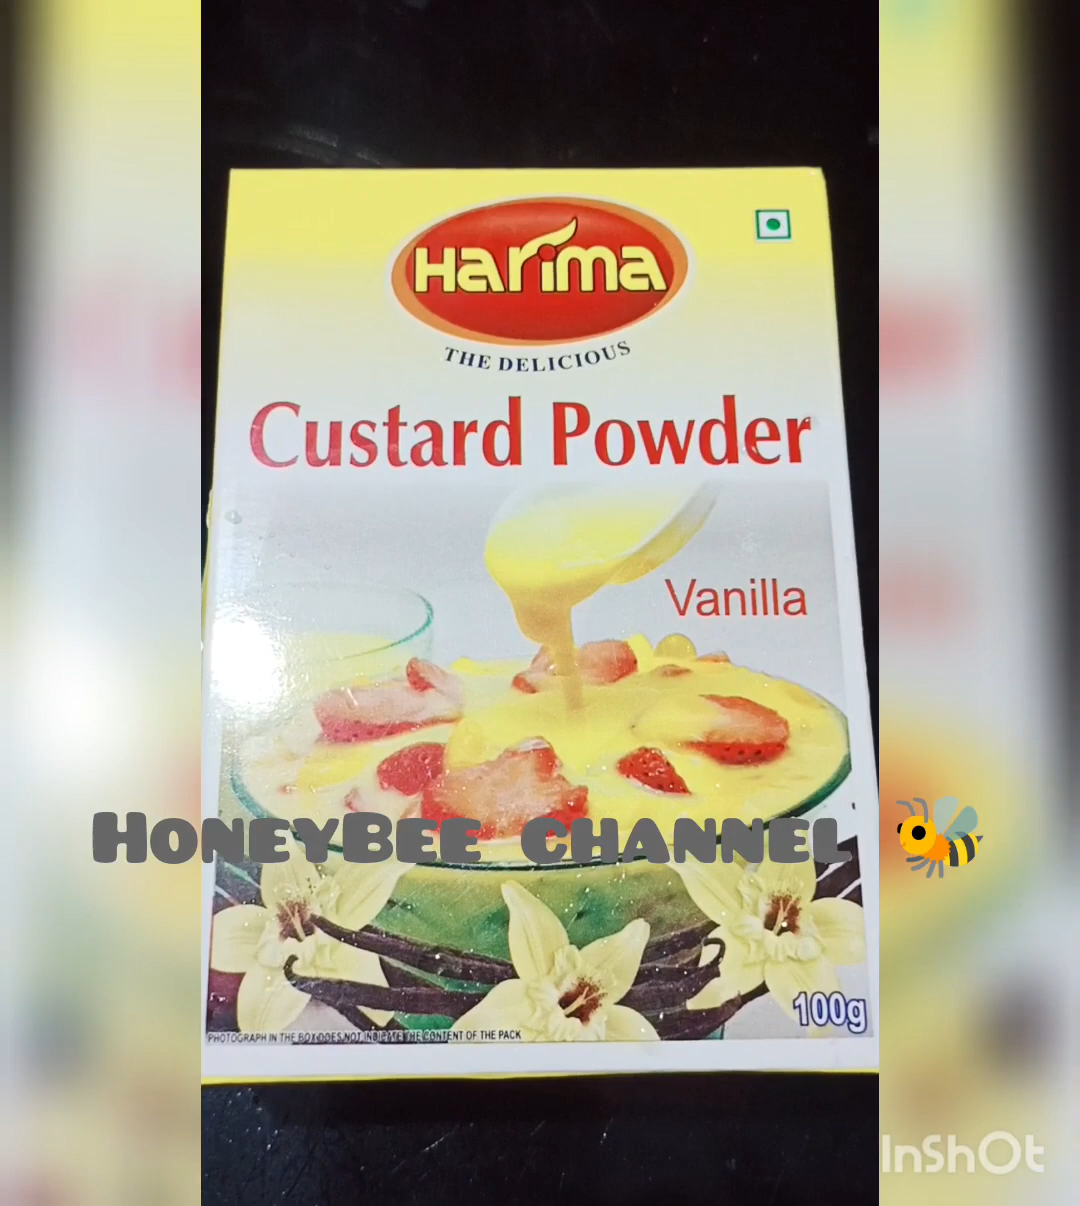 Harima
THE DELICIOUS
Custard Powder
Vanilla
HoneyBee channel 🐝
100g
PHOTOGRAPH IN THE BOX DOES NOT INDICATE THE CONTENT OF THE PACK
InShOt